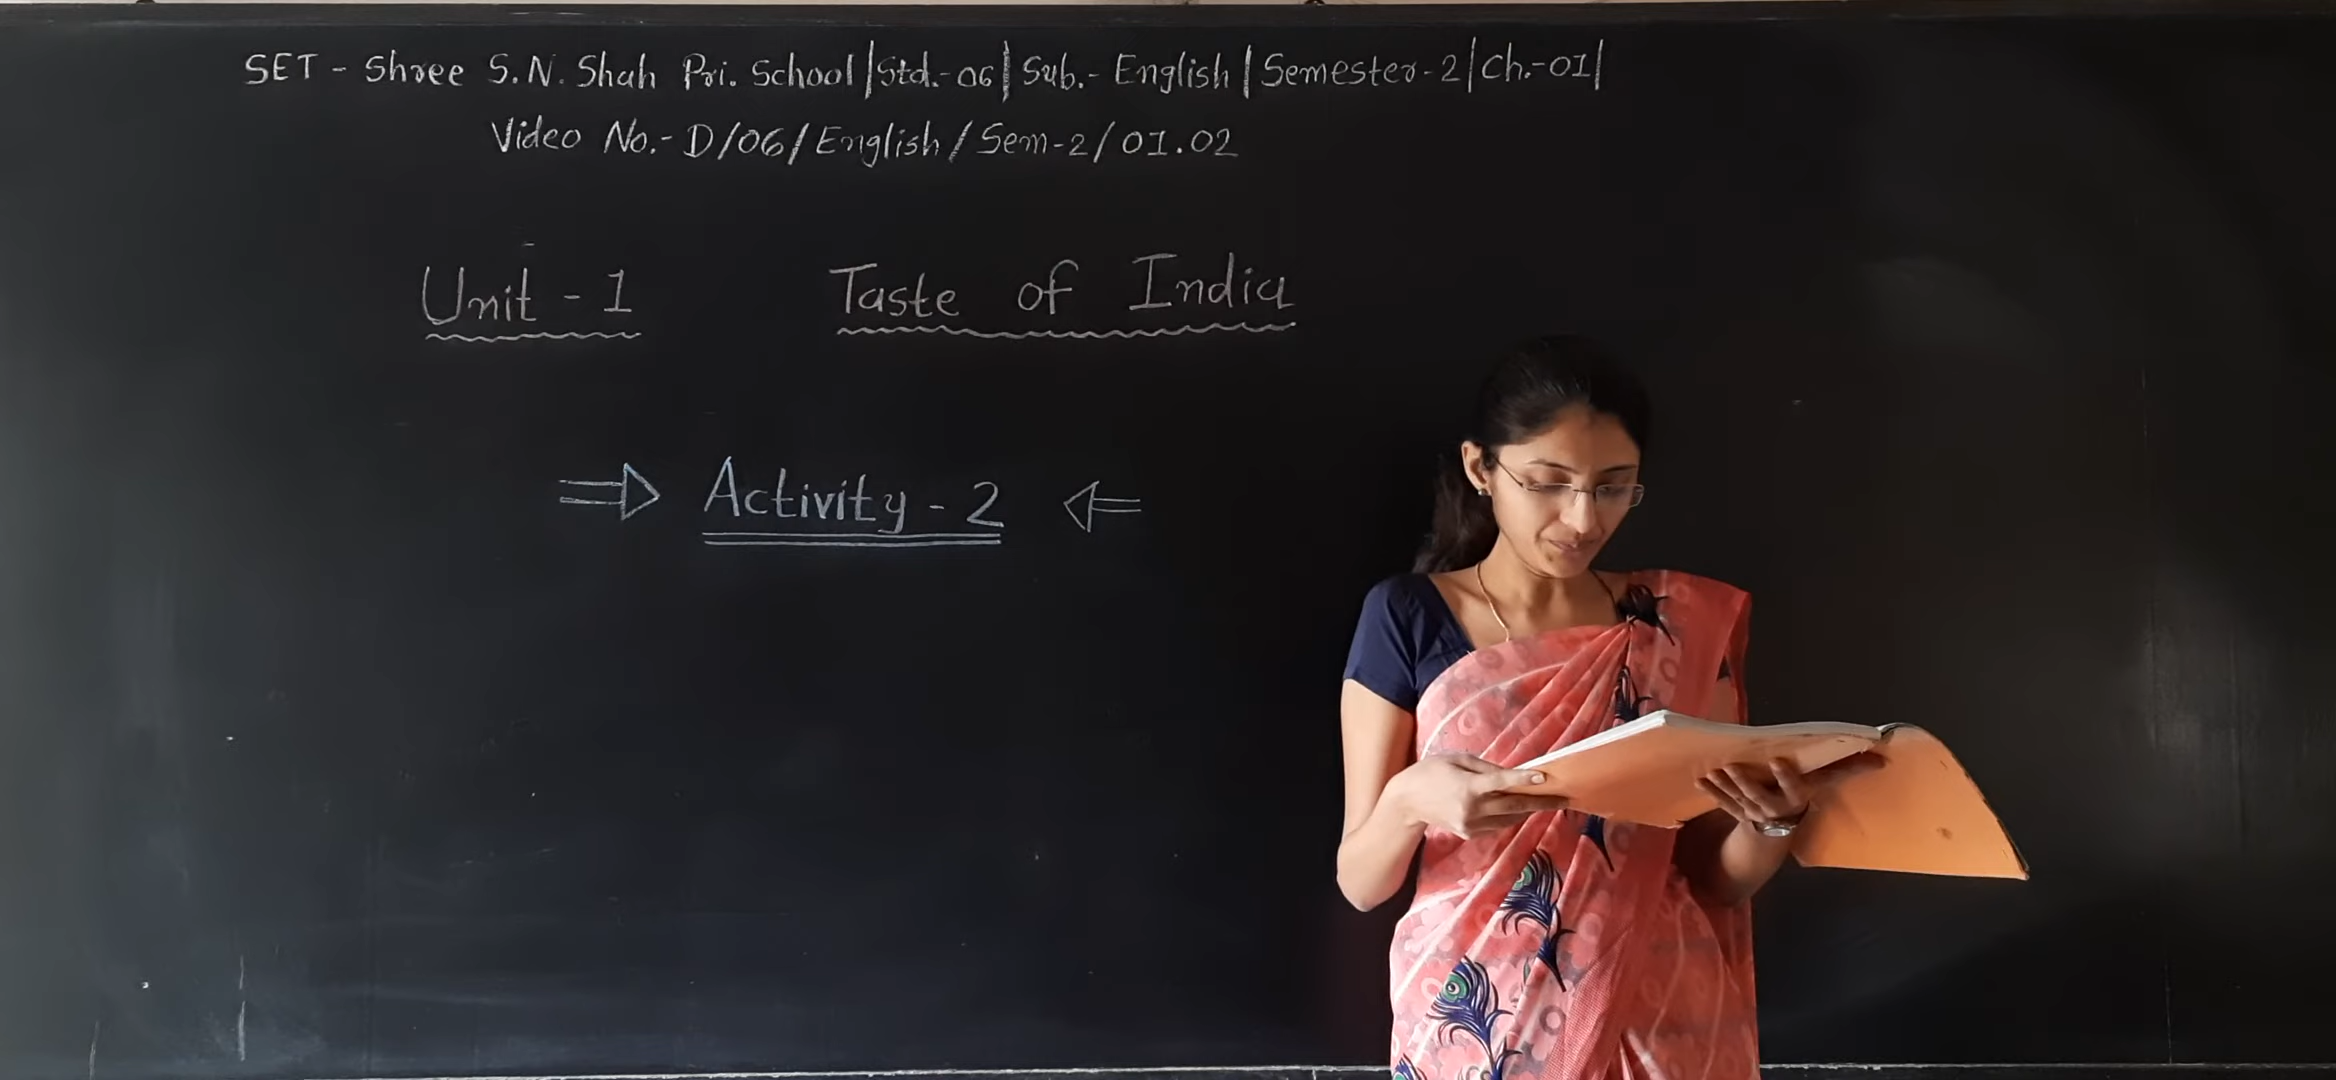 SET - Shree S.N. Shah Pri. School |Std.-06| Sub.- English | Semester-2|Ch.-01|
Video No.- D/06/English/Sem-2/01.02
Unit - 1 Taste of India
⇒ Activity - 2 ⇐